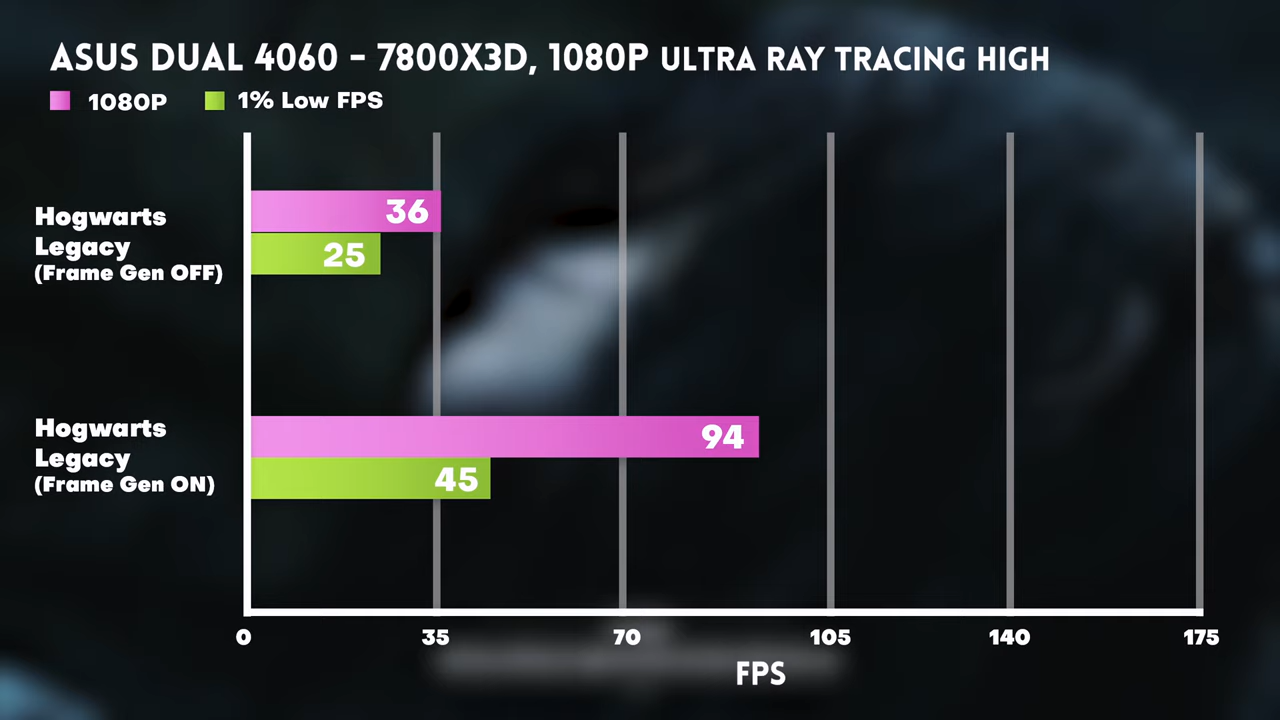 ASUS DUAL 4060 - 7800X3D, 1080P ULTRA RAY TRACING HIGH
1080P 1% Low FPS
Hogwarts
Legacy
(Frame Gen OFF)
36
25
Hogwarts
Legacy
(Frame Gen ON)
94
45
0 35 70 105 140 175
FPS